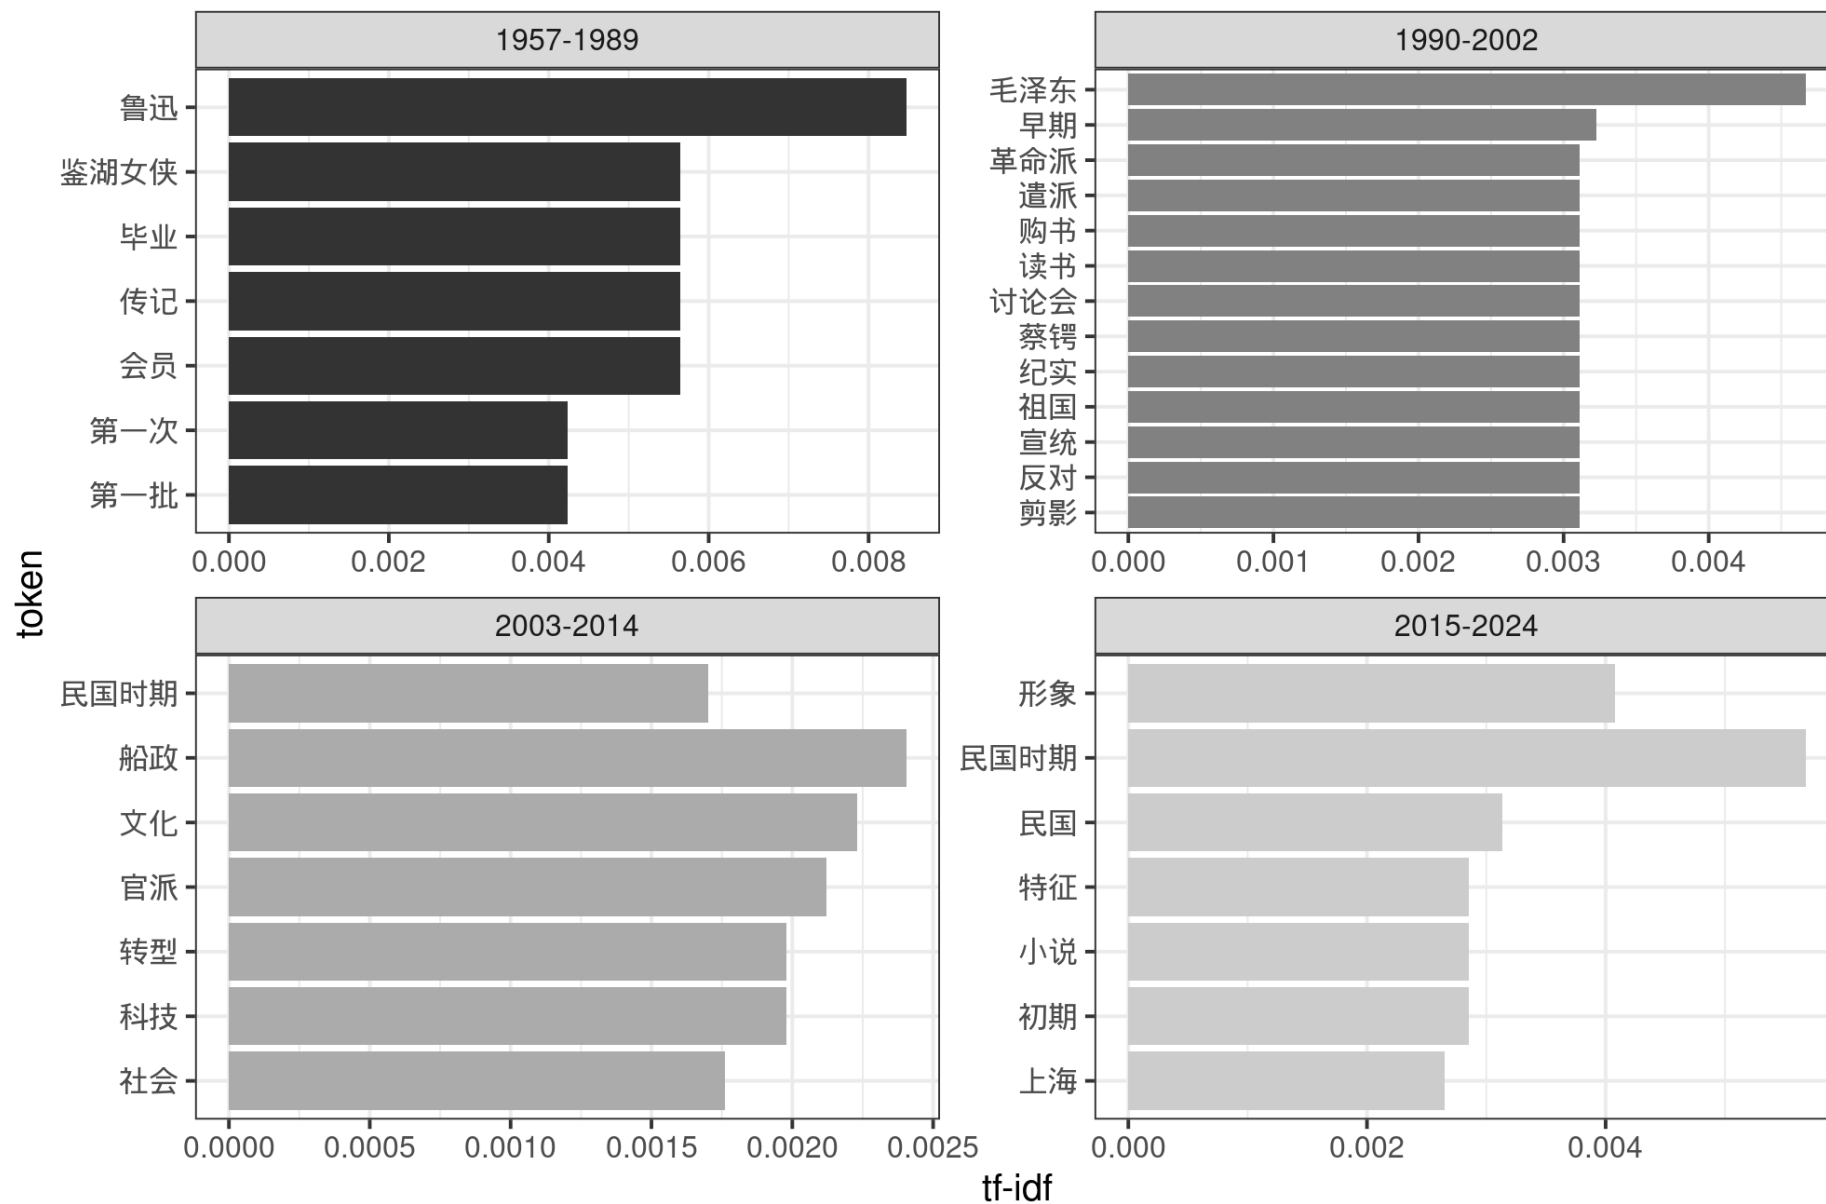 1957-1989
鲁迅
鉴湖女侠
毕业
传记
会员
第一次
第一批
0.000 0.002 0.004 0.006 0.008
1990-2002
毛泽东
早期
革命派
遣派
购书
读书
讨论会
蔡锷
纪实
祖国
宣统
反对
剪影
0.000 0.001 0.002 0.003 0.004
token
2003-2014
民国时期
船政
文化
官派
转型
科技
社会
0.0000 0.0005 0.0010 0.0015 0.0020 0.0025
2015-2024
形象
民国时期
民国
特征
小说
初期
上海
0.000 0.002 0.004
tf-idf